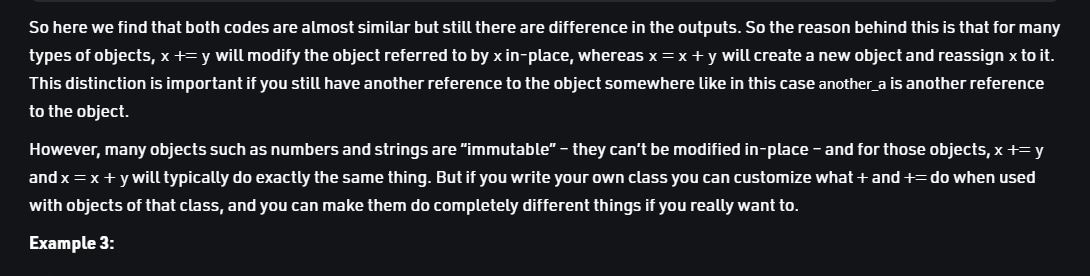 So here we find that both codes are almost similar but still there are difference in the outputs. So the reason behind this is that for many
types of objects, x += y will modify the object referred to by x in-place, whereas x = x + y will create a new object and reassign x to it.
This distinction is important if you still have another reference to the object somewhere like in this case another_a is another reference
to the object.
However, many objects such as numbers and strings are “immutable” – they can’t be modified in-place – and for those objects, x += y
and x = x + y will typically do exactly the same thing. But if you write your own class you can customize what + and += do when used
with objects of that class, and you can make them do completely different things if you really want to.
Example 3: